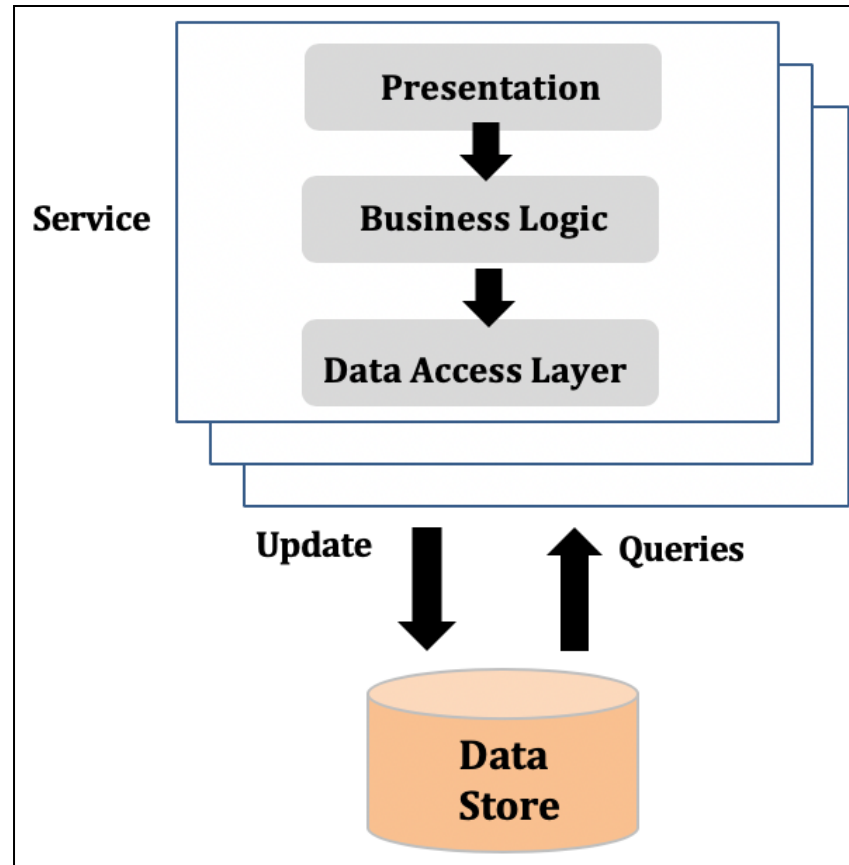 Presentation
Service
Business Logic
Data Access Layer
Update
Queries
Data
Store